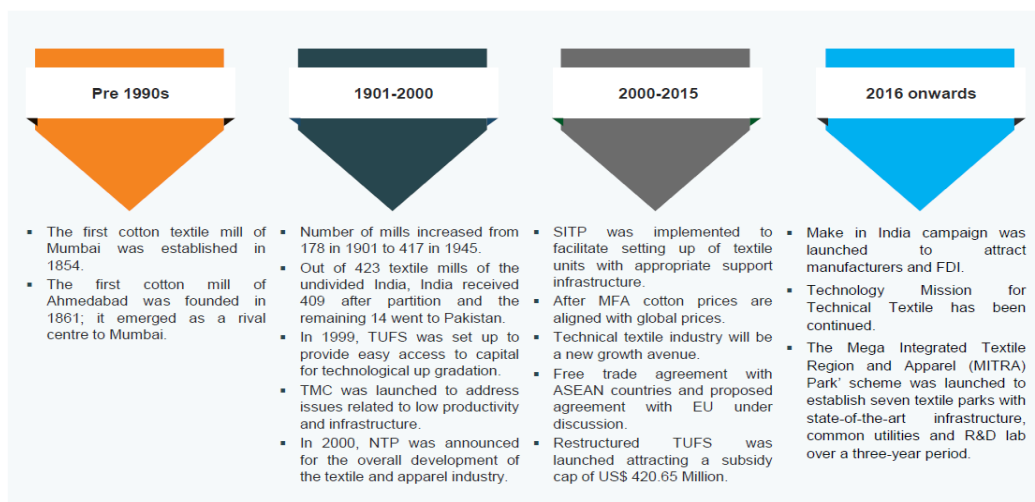 Pre 1990s
▪ The first cotton textile mill of
Mumbai was established in
1854.
▪ The first cotton mill of
Ahmedabad was founded in
1861; it emerged as a rival
centre to Mumbai.
1901-2000
▪ Number of mills increased from
178 in 1901 to 417 in 1945.
▪ Out of 423 textile mills of the
undivided India, India received
409 after partition and the
remaining 14 went to Pakistan.
▪ In 1999, TUFS was set up to
provide easy access to capital
for technological up gradation.
▪ TMC was launched to address
issues related to low productivity
and infrastructure.
▪ In 2000, NTP was announced
for the overall development of
the textile and apparel industry.
2000-2015
▪ SITP was implemented to
facilitate setting up of textile
units with appropriate support
infrastructure.
▪ After MFA cotton prices are
aligned with global prices.
▪ Technical textile industry will be
a new growth avenue.
▪ Free trade agreement with
ASEAN countries and proposed
agreement with EU under
discussion.
▪ Restructured TUFS was
launched attracting a subsidy
cap of US$ 420.65 Million.
2016 onwards
▪ Make in India campaign was
launched to attract
manufacturers and FDI.
▪ Technology Mission for
Technical Textile has been
continued.
▪ The Mega Integrated Textile
Region and Apparel (MITRA)
Park' scheme was launched to
establish seven textile parks with
state-of-the-art infrastructure,
common utilities and R&D lab
over a three-year period.